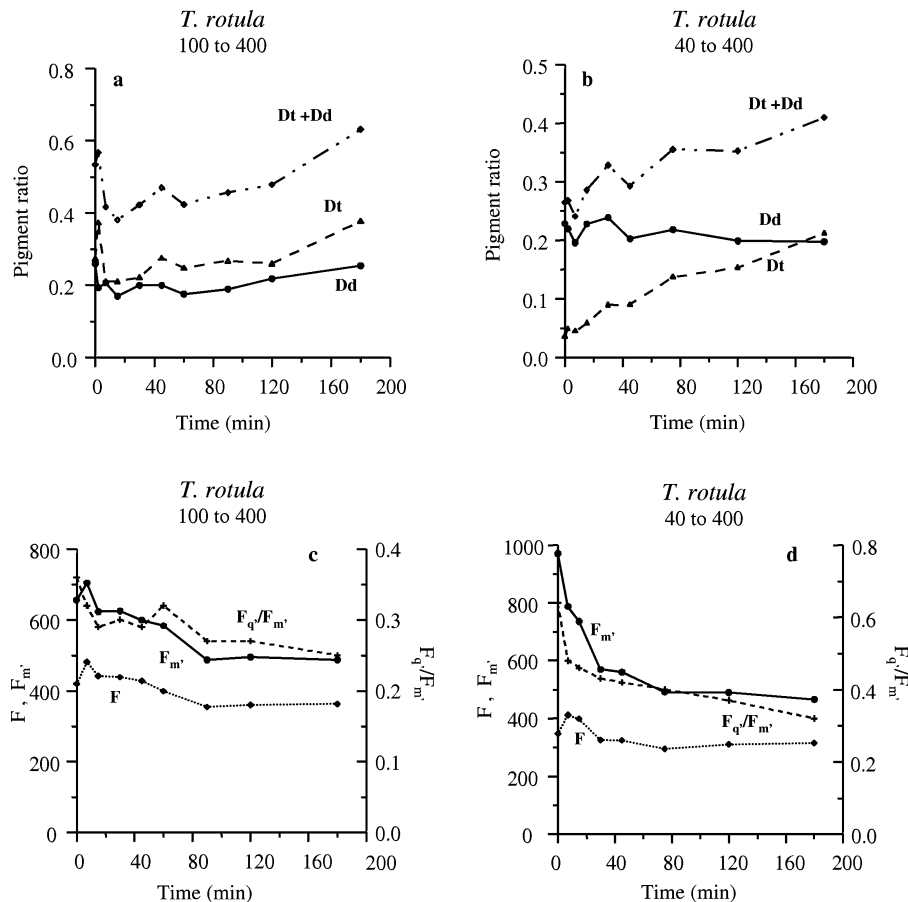 T. rotula
100 to 400
a
0.8
0.6
0.4
0.2
0.0
Pigment ratio
Dt +Dd
Dt
Dd
0 40 80 120 160 200
Time (min)
T. rotula
40 to 400
b
0.5
0.4
0.3
0.2
0.1
0.0
Pigment ratio
Dt +Dd
Dd
Dt
0 40 80 120 160 200
Time (min)
T. rotula
100 to 400
c
800
600
400
200
0
F , Fm’
Fq’/Fm’
Fm’
F
0.4
0.3
0.2
0.1
0.0
Fq’/Fm’
0 40 80 120 160 200
Time (min)
T. rotula
40 to 400
d
1000
800
600
400
200
0
F , Fm’
Fm’
Fq’/Fm’
F
0.8
0.6
0.4
0.2
0.0
Fq’/Fm’
0 40 80 120 160 200
Time (min)